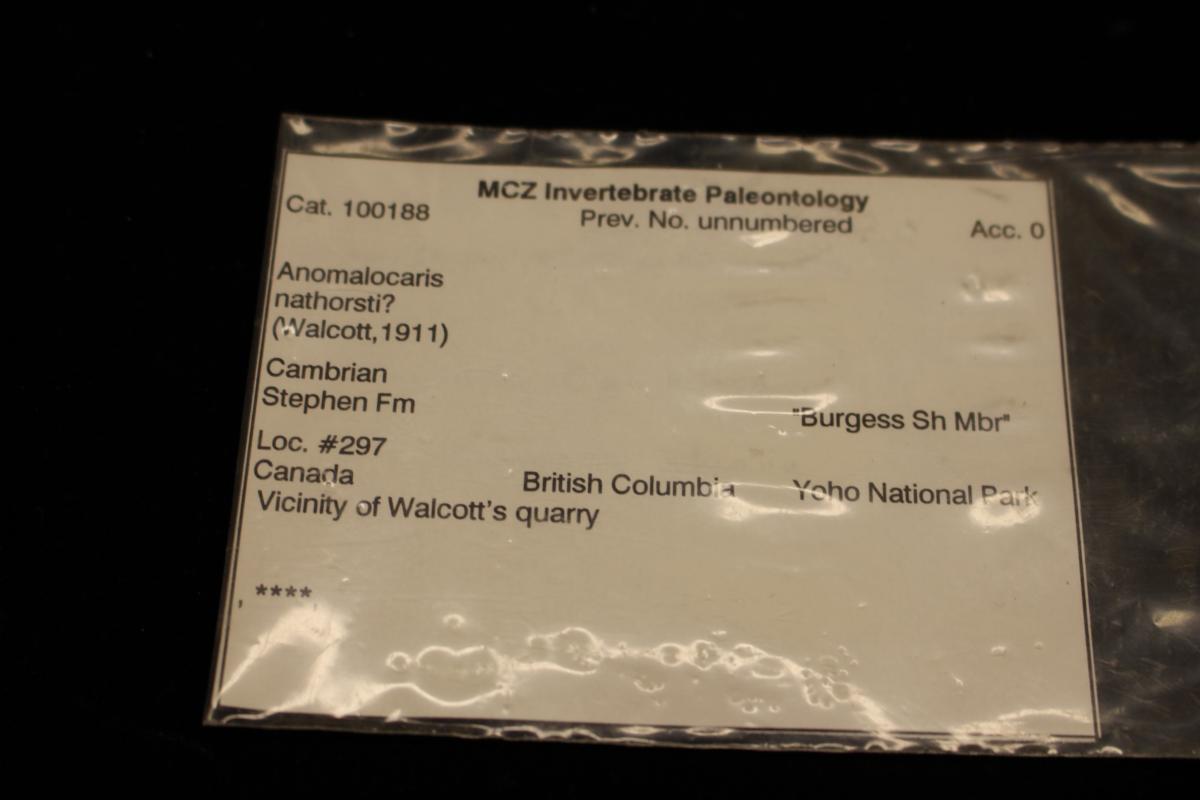 MCZ Invertebrate Paleontology
Cat. 100188 Prev. No. unnumbered Acc. 0
Anomalocaris
nathorsti?
(Walcott,1911)
Cambrian
Stephen Fm "Burgess Sh Mbr"
Loc. #297
Canada British Columbia Yoho National Park
Vicinity of Walcott's quarry
, ****